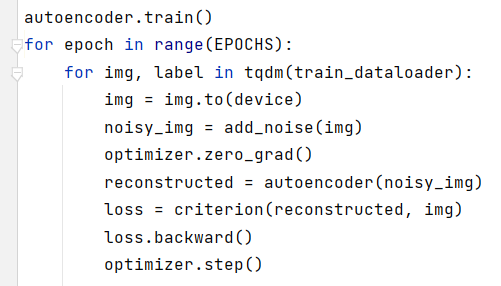 autoencoder.train()
for epoch in range(EPOCHS):
    for img, label in tqdm(train_dataloader):
        img = img.to(device)
        noisy_img = add_noise(img)
        optimizer.zero_grad()
        reconstructed = autoencoder(noisy_img)
        loss = criterion(reconstructed, img)
        loss.backward()
        optimizer.step()